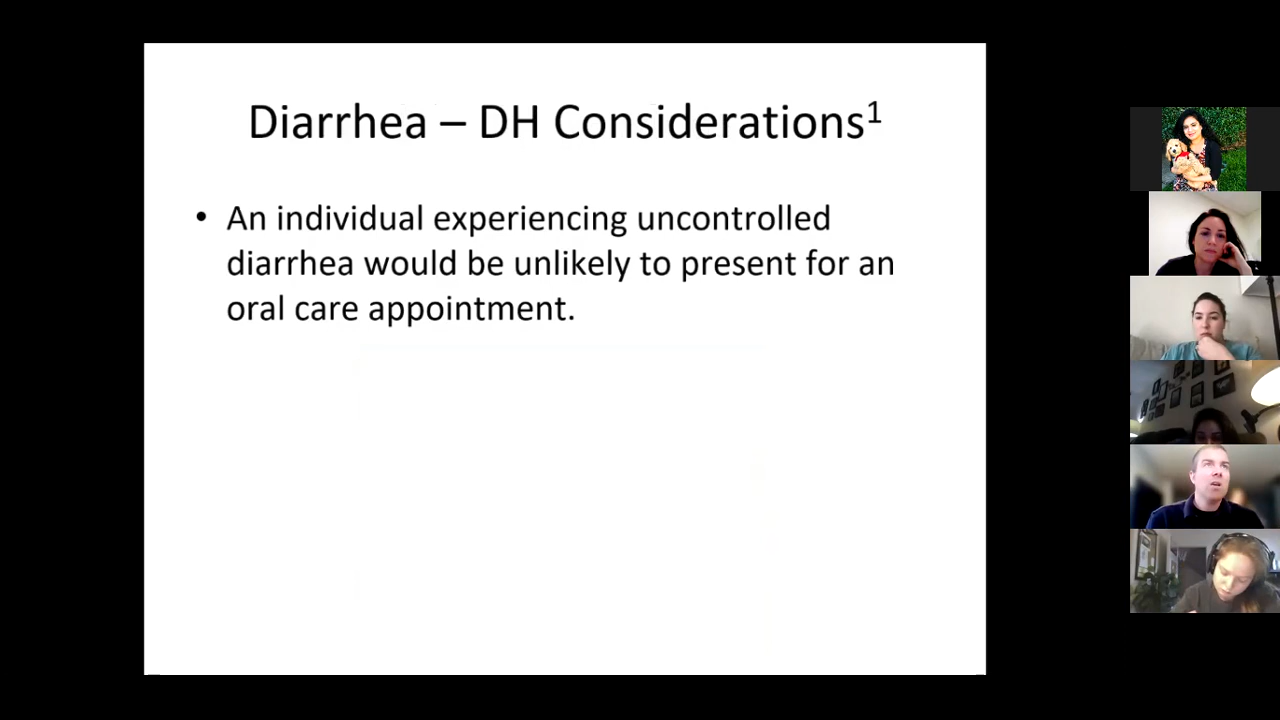 Diarrhea – DH Considerations¹
• An individual experiencing uncontrolled
diarrhea would be unlikely to present for an
oral care appointment.